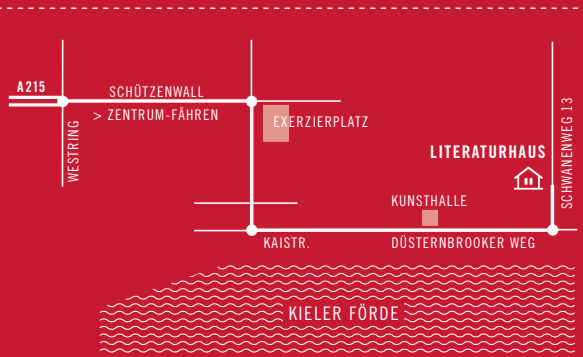 A215
SCHÜTZENWALL
> ZENTRUM-FÄHREN
WESTRING
EXERZIERPLATZ
LITERATURHAUS
SCHWANENWEG 13
KUNSTHALLE
KAISTR.
DÜSTERNBROOKER WEG
KIELER FÖRDE